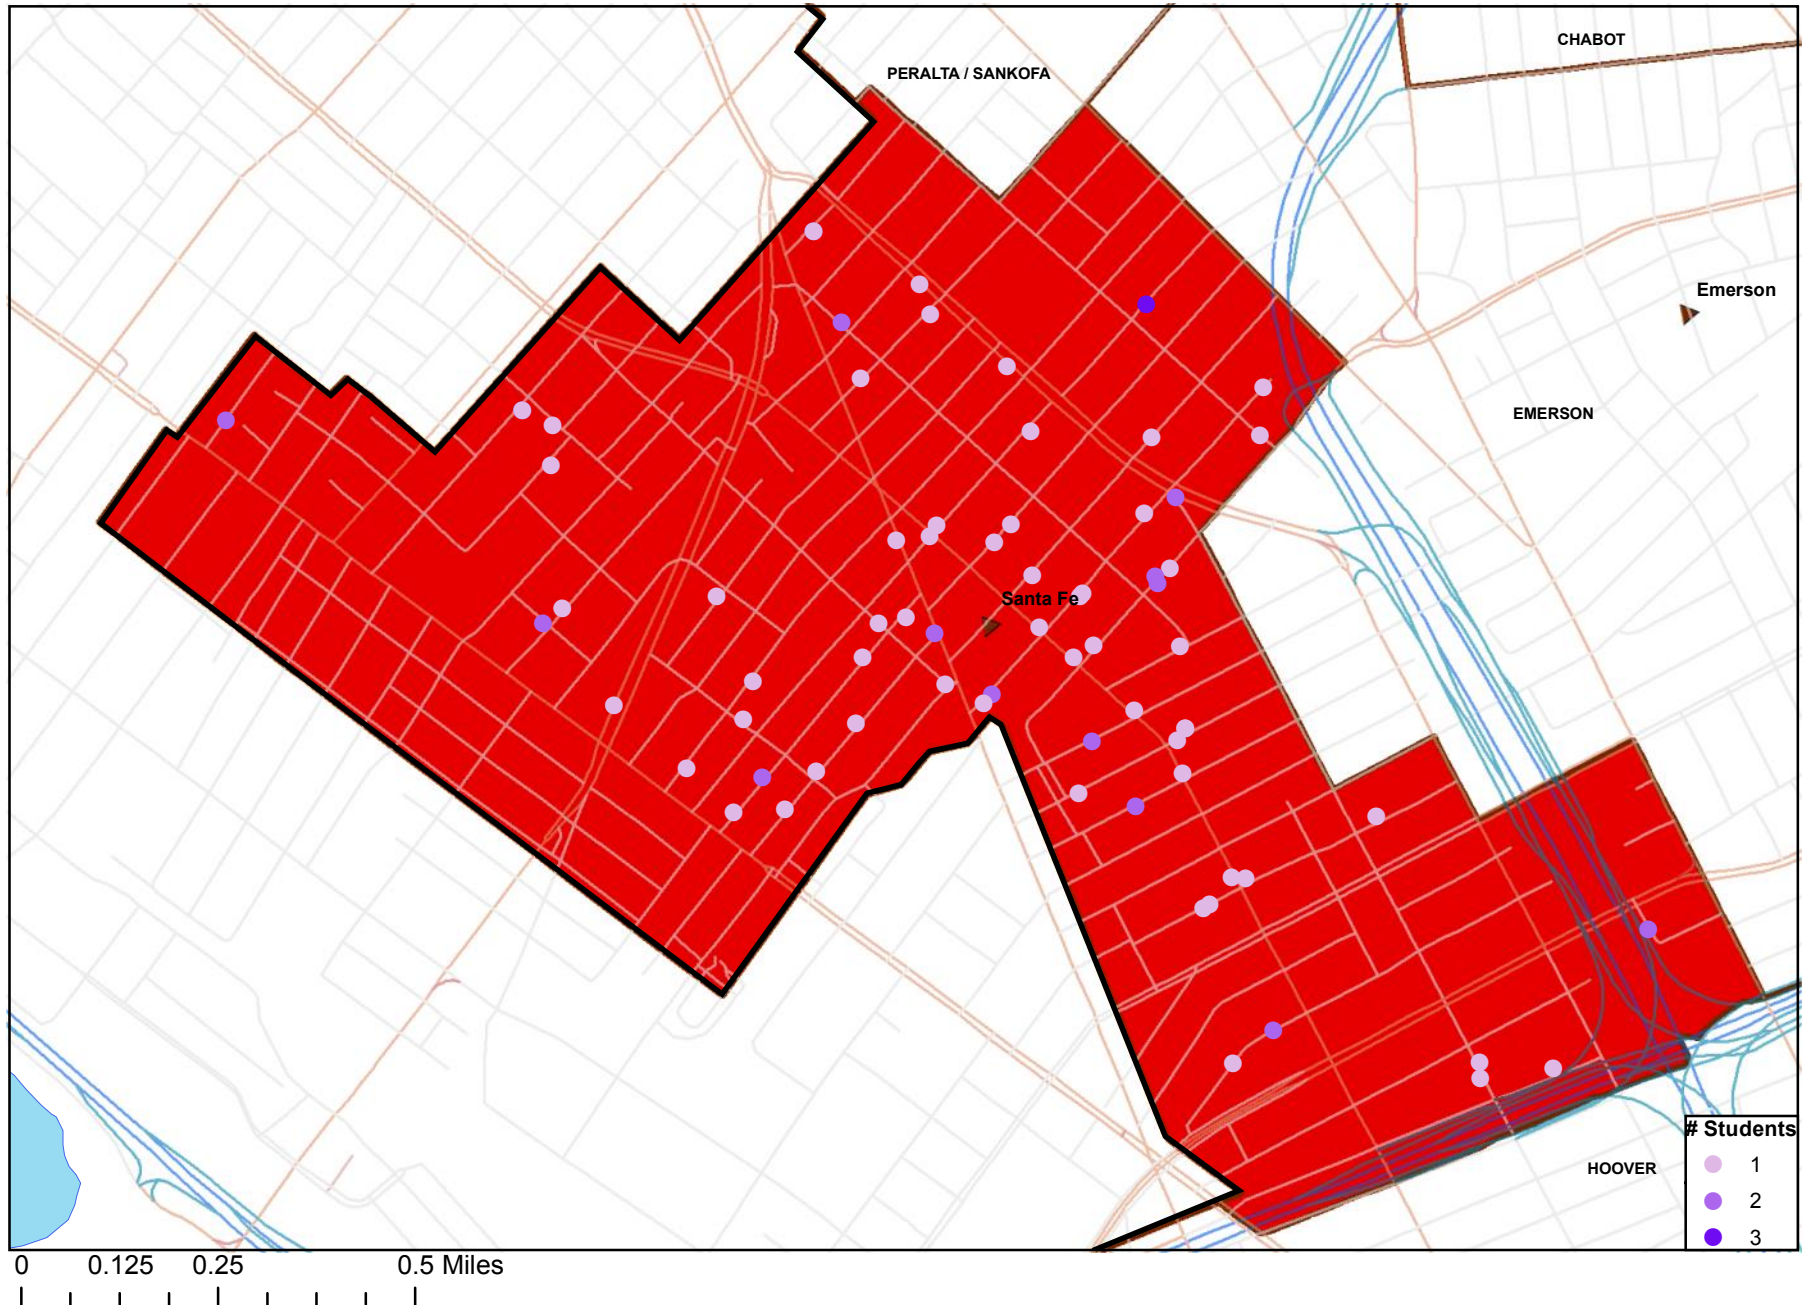 CHABOT
PERALTA / SANKOFA
Emerson
EMERSON
Santa Fe
HOOVER
# Students
1
2
3
0 0.125 0.25 0.5 Miles